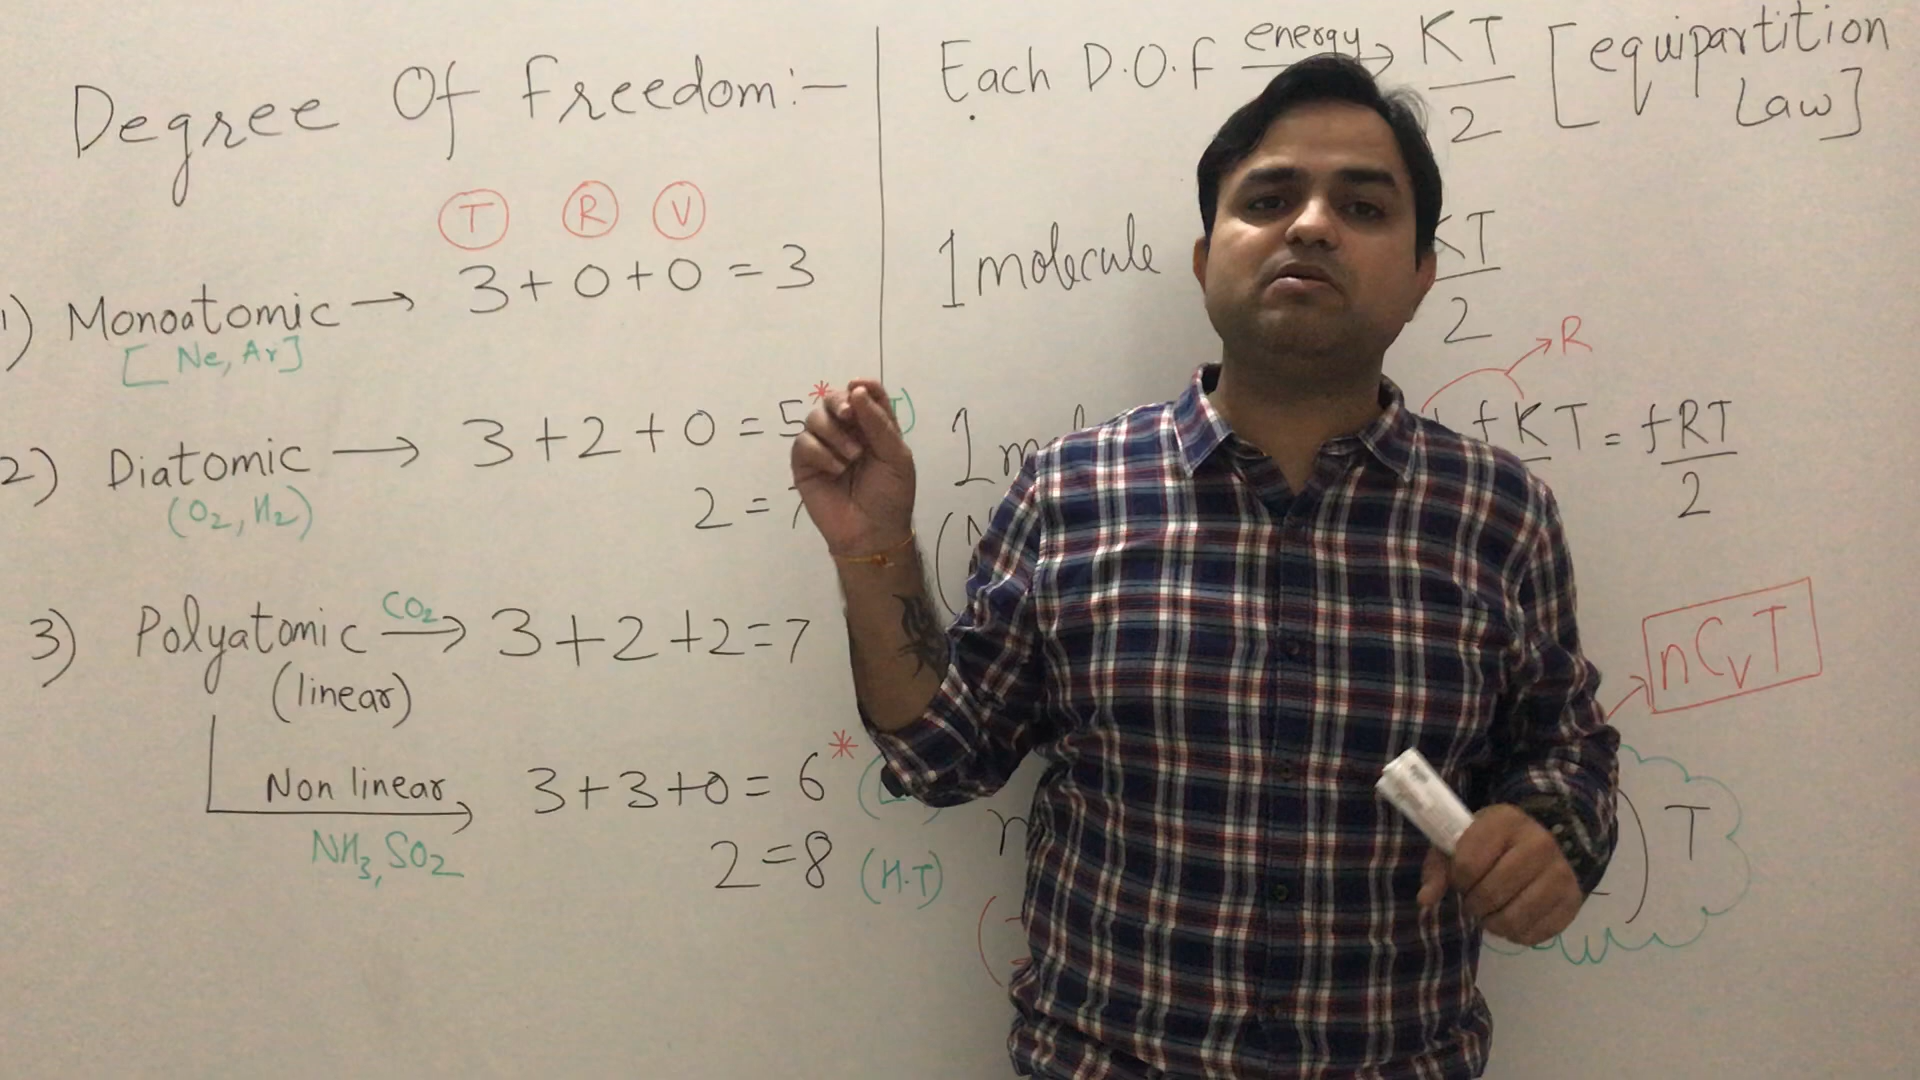 Degree Of freedom:-
T R V
1) Monoatomic → 3+0+0 = 3
[Ne, Ar]
2) Diatomic → 3+2+0 = 5*
(O₂, H₂)
2 = 7
3) Polyatomic CO₂ → 3+2+2=7
(linear)
Non linear → 3+3+0 = 6*
NH₃, SO₂
2=8 (H.T)
Each D.O.f energy → KT/2 [equipartition Law]
1 molecule KT/2
→ R
1 f KT = fRT/2
nCvT
T